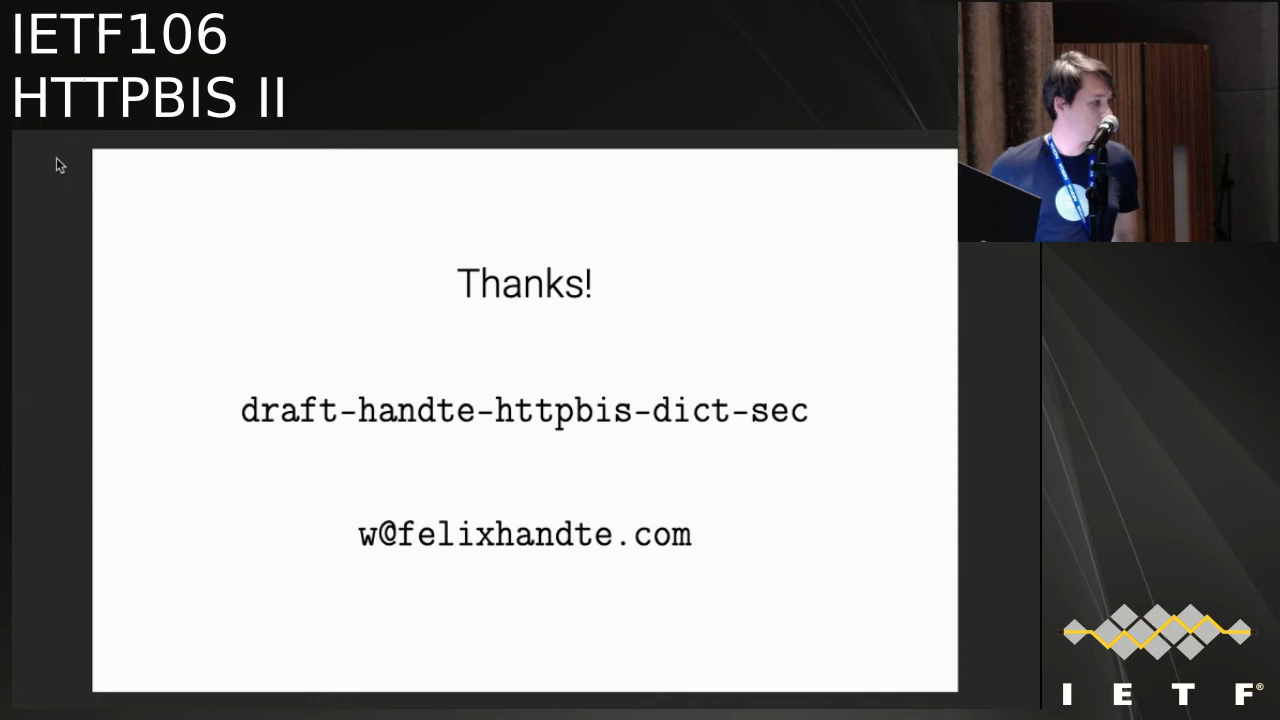 IETF106
HTTPBIS II
Thanks!
draft-handte-httpbis-dict-sec
w@felixhandte.com
I E T F®